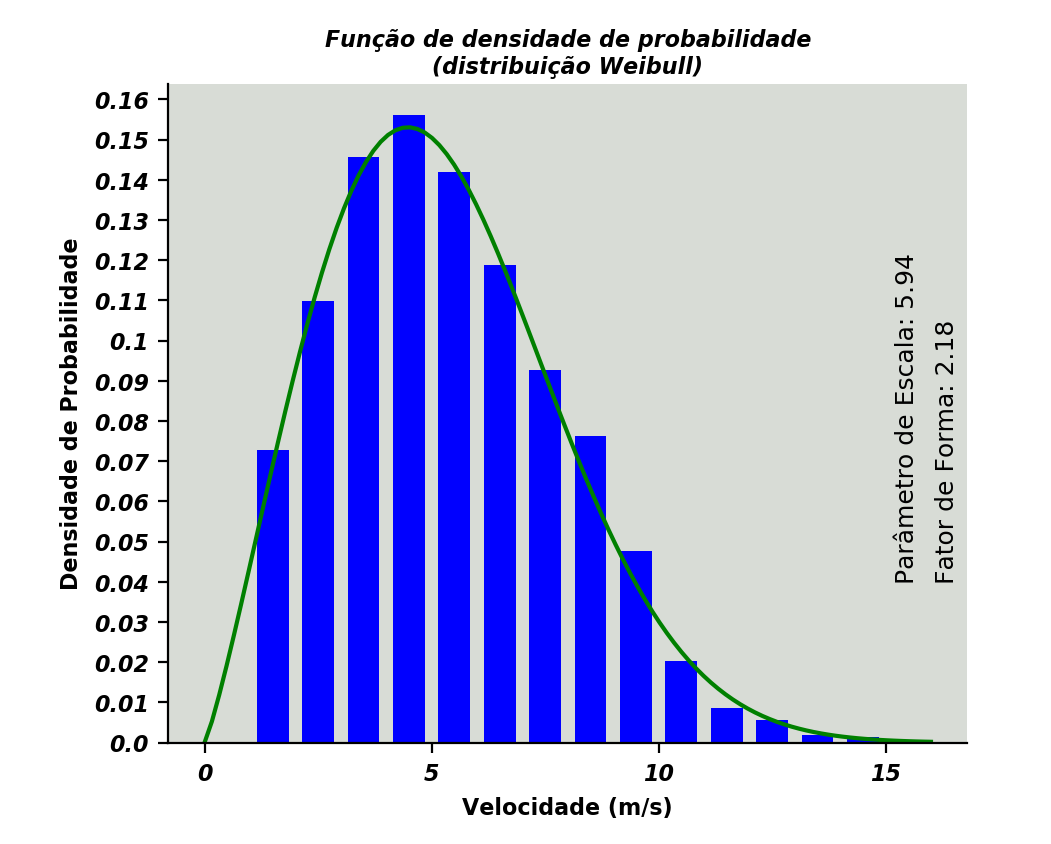 Função de densidade de probabilidade
(distribuição Weibull)
Densidade de Probabilidade
0.16
0.15
0.14
0.13
0.12
0.11
0.1
0.09
0.08
0.07
0.06
0.05
0.04
0.03
0.02
0.01
0.0
Parâmetro de Escala: 5.94
Fator de Forma: 2.18
0 5 10 15
Velocidade (m/s)